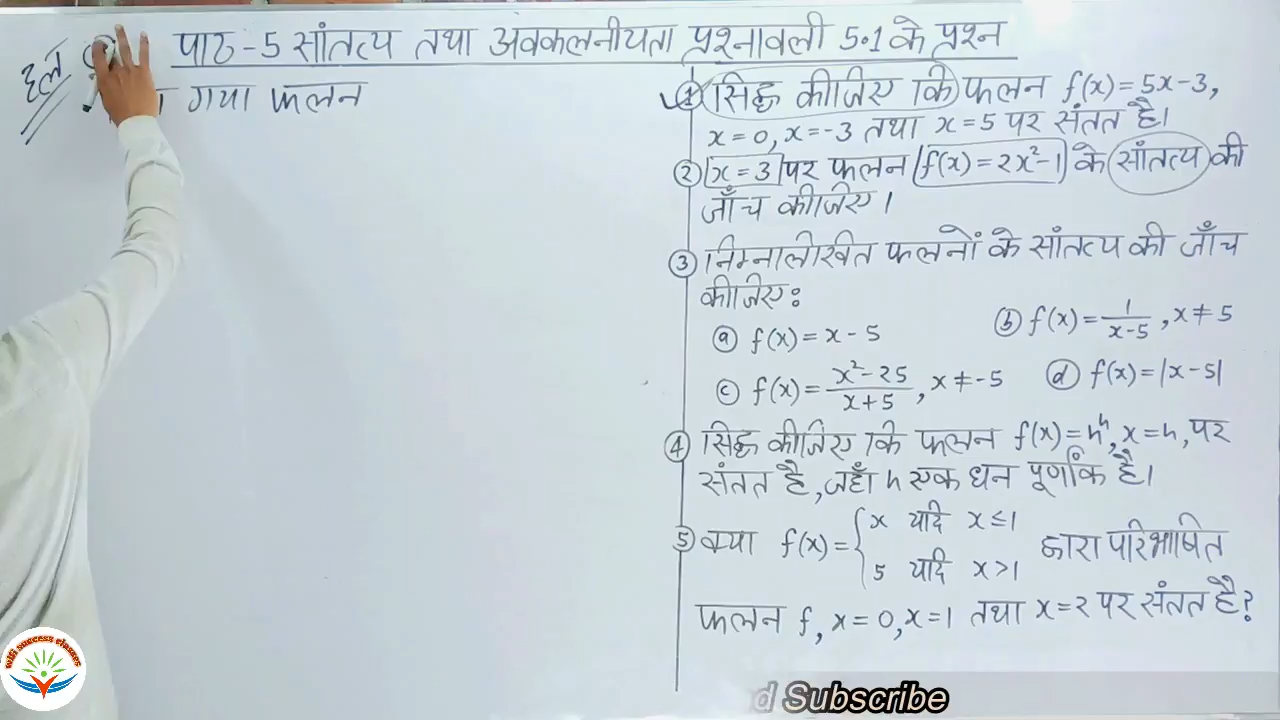 पाठ-5 सांतत्य तथा अवकलनीयता प्रश्नावली 5.1 के प्रश्न
हल
गया फलन
① सिद्ध कीजिए कि फलन f(x)=5x-3,
x=0, x=-3 तथा x=5 पर संतत है।
② x=3 पर फलन f(x)=2x²-1 के सांतत्य की
जाँच कीजिए।
③ निम्नलिखित फलनों के सांतत्य की जाँच
कीजिए:
ⓐ f(x)=x-5 ⓑ f(x)=1/(x-5), x≠5
ⓒ f(x)=(x²-25)/(x+5), x≠-5 ⓓ f(x)=|x-5|
④ सिद्ध कीजिए कि फलन f(x)=xⁿ, x=n, पर
संतत है, जहाँ n एक धन पूर्णांक है।
⑤ क्या f(x)={x यदि x≤1
5 यदि x>1 द्वारा परिभाषित
फलन f, x=0, x=1 तथा x=2 पर संतत है?
wifi success classes
d Subscribe